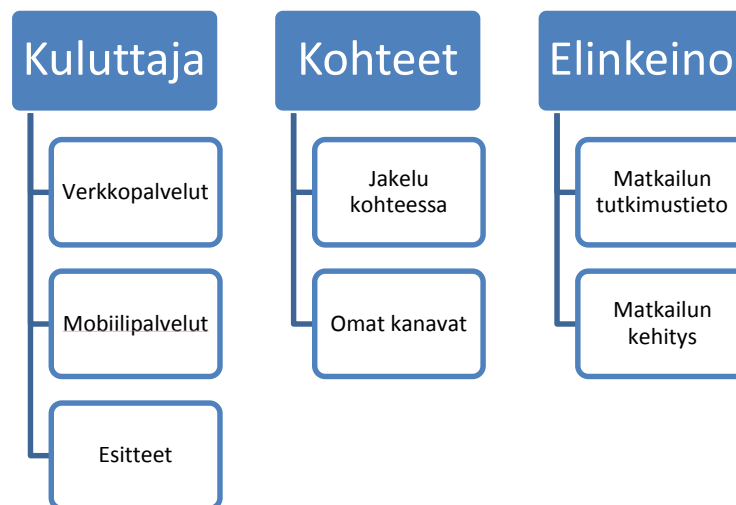 Kuluttaja
Verkkopalvelut
Mobiilipalvelut
Esitteet
Kohteet
Jakelu
kohteessa
Omat kanavat
Elinkeino
Matkailun
tutkimustieto
Matkailun
kehitys